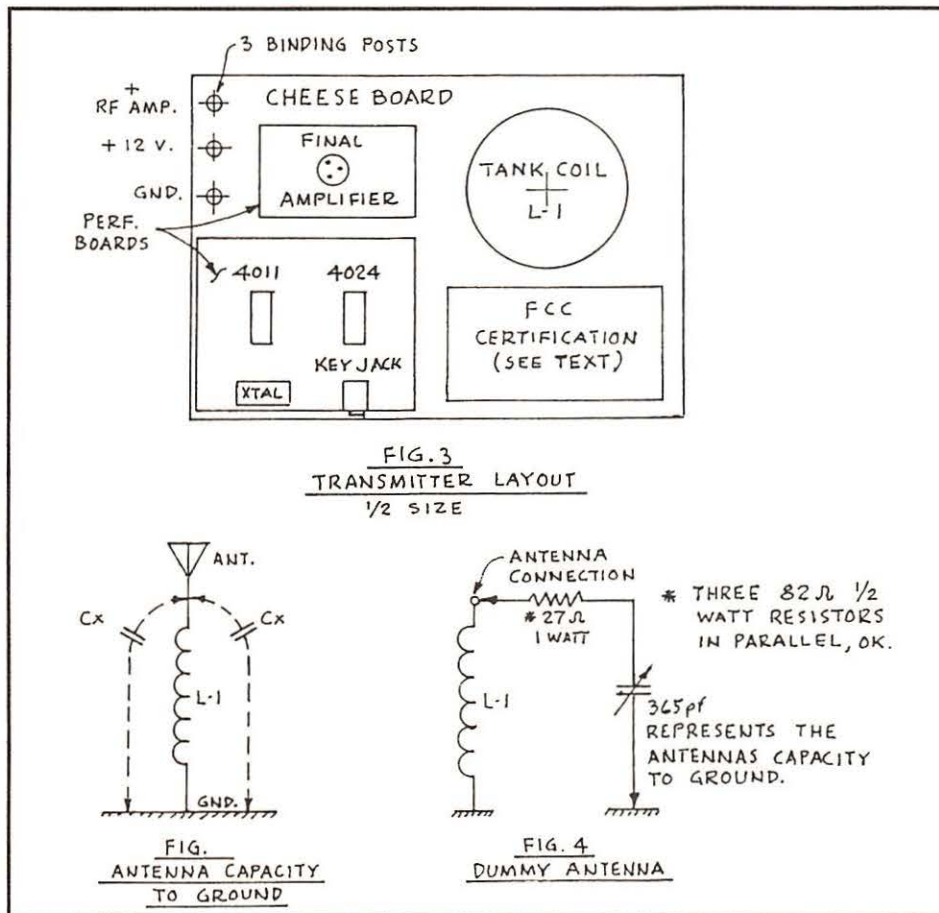 3 BINDING POSTS
+
RF AMP.
+ 12 V.
GND.
PERF.
BOARDS
CHEESE BOARD
FINAL
AMPLIFIER
TANK COIL
L-1
4011
4024
KEY JACK
XTAL
FCC
CERTIFICATION
(SEE TEXT)
FIG. 3
TRANSMITTER LAYOUT
1/2 SIZE
ANT.
Cx
Cx
L-1
GND.
FIG.
ANTENNA CAPACITY
TO GROUND
ANTENNA
CONNECTION
* 27Ω
1 WATT
L-1
* THREE 82Ω 1/2
WATT RESISTORS
IN PARALLEL, OK.
365pf
REPRESENTS THE
ANTENNAS CAPACITY
TO GROUND.
FIG. 4
DUMMY ANTENNA